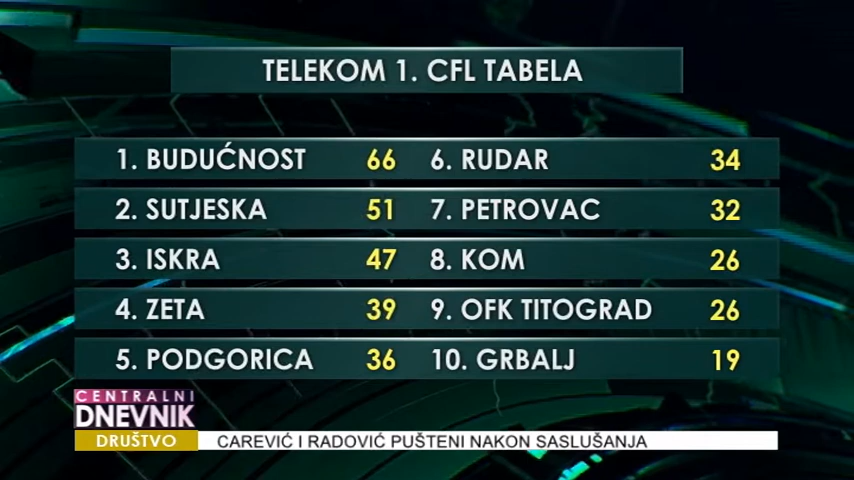 TELEKOM 1. CFL TABELA
1. BUDUĆNOST 66 6. RUDAR 34
2. SUTJESKA 51 7. PETROVAC 32
3. ISKRA 47 8. KOM 26
4. ZETA 39 9. OFK TITOGRAD 26
5. PODGORICA 36 10. GRBALJ 19
CENTRALNI
DNEVNIK
DRUŠTVO CAREVIĆ I RADOVIĆ PUŠTENI NAKON SASLUŠANJA